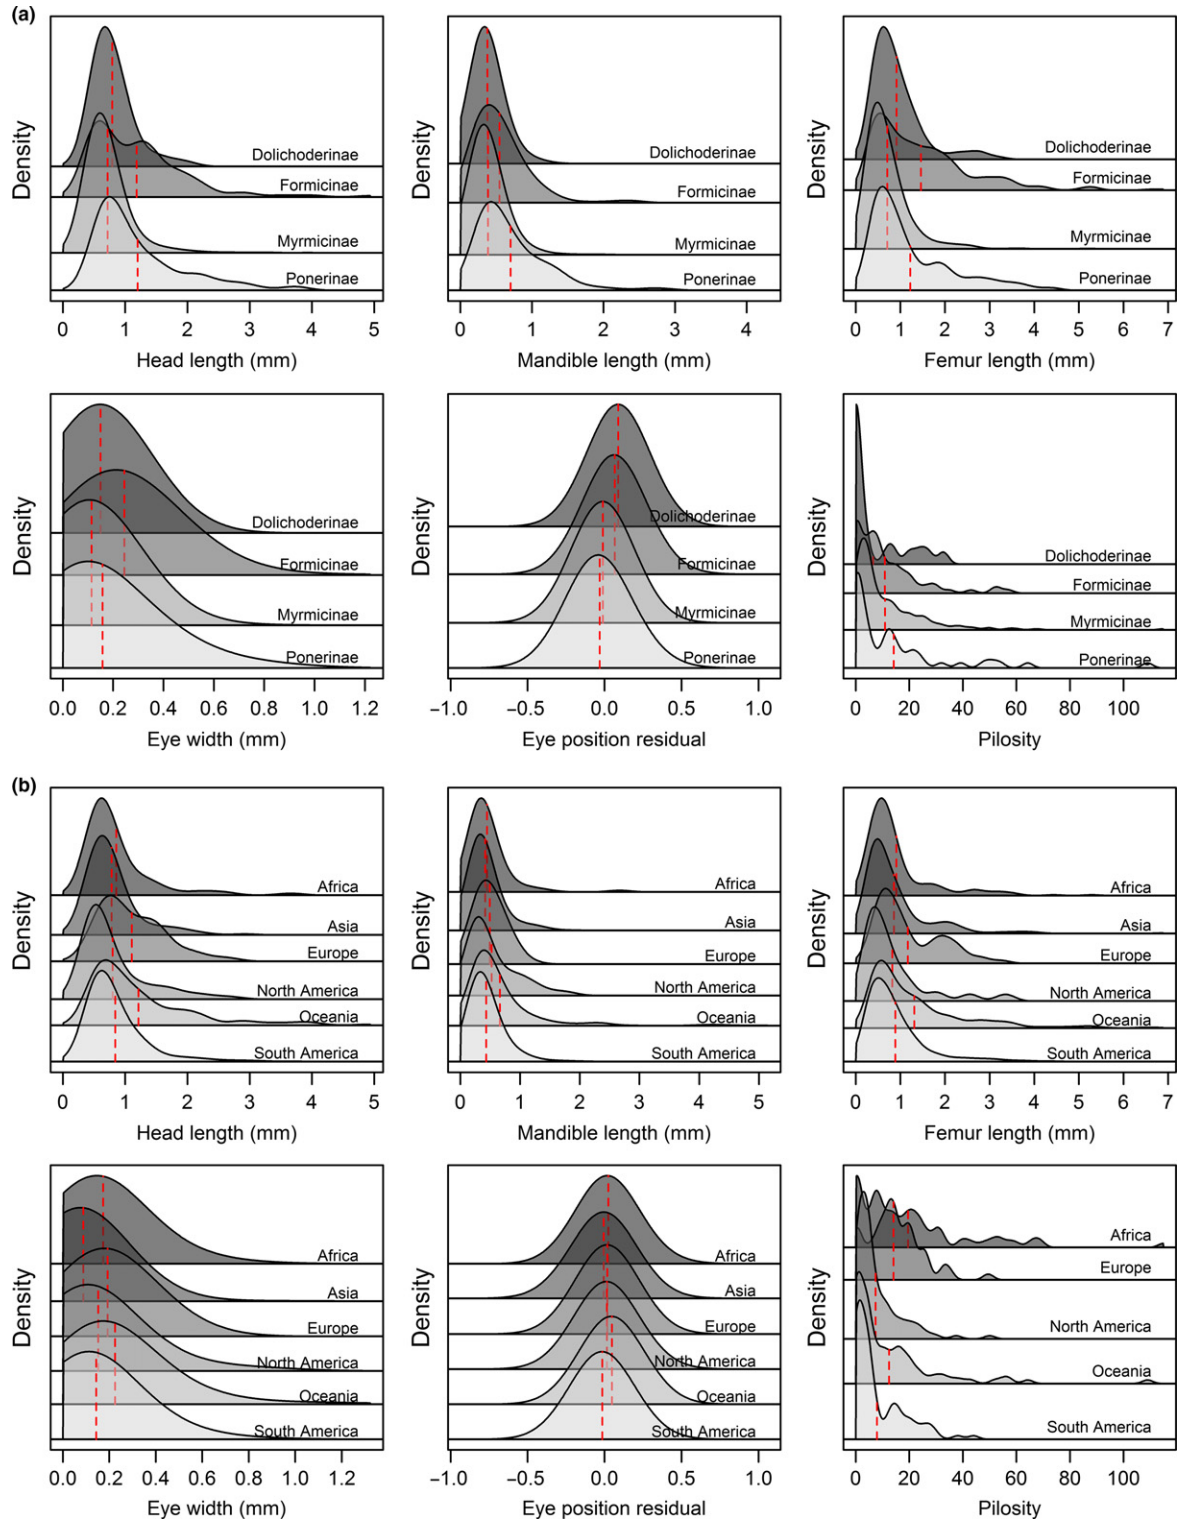 (a)
Density
Dolichoderinae
Formicinae
Myrmicinae
Ponerinae
0 1 2 3 4 5
Head length (mm)
Density
Dolichoderinae
Formicinae
Myrmicinae
Ponerinae
0 1 2 3 4
Mandible length (mm)
Density
Dolichoderinae
Formicinae
Myrmicinae
Ponerinae
0 1 2 3 4 5 6 7
Femur length (mm)
Density
Dolichoderinae
Formicinae
Myrmicinae
Ponerinae
0.0 0.2 0.4 0.6 0.8 1.0 1.2
Eye width (mm)
Density
Dolichoderinae
Formicinae
Myrmicinae
Ponerinae
−1.0 −0.5 0.0 0.5 1.0
Eye position residual
Density
Dolichoderinae
Formicinae
Myrmicinae
Ponerinae
0 20 40 60 80 100
Pilosity
(b)
Density
Africa
Asia
Europe
North America
Oceania
South America
0 1 2 3 4 5
Head length (mm)
Density
Africa
Asia
Europe
North America
Oceania
South America
0 1 2 3 4 5
Mandible length (mm)
Density
Africa
Asia
Europe
North America
Oceania
South America
0 1 2 3 4 5 6 7
Femur length (mm)
Density
Africa
Asia
Europe
North America
Oceania
South America
0.0 0.2 0.4 0.6 0.8 1.0 1.2
Eye width (mm)
Density
Africa
Asia
Europe
North America
Oceania
South America
−1.0 −0.5 0.0 0.5 1.0
Eye position residual
Density
Africa
Europe
North America
Oceania
South America
0 20 40 60 80 100
Pilosity